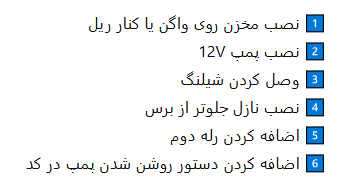 1 نصب مخزن روی واگن یا کنار ریل
2 نصب پمپ 12V
3 وصل کردن شیلنگ
4 نصب نازل جلوتر از برس
5 اضافه کردن رله دوم
6 اضافه کردن دستور روشن شدن پمپ در کد